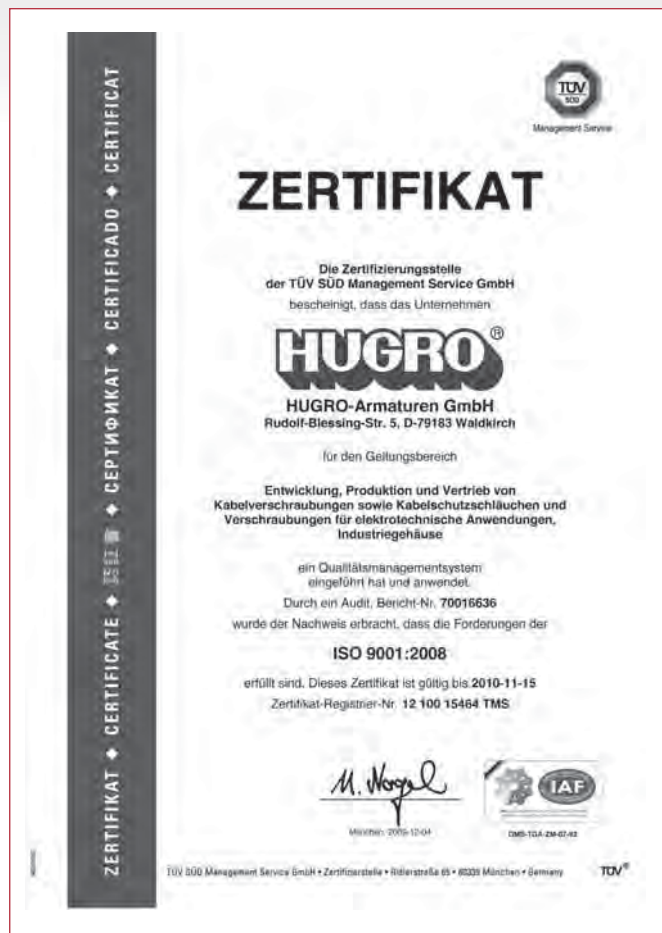 TÜV
SÜD
Management Service
ZERTIFIKAT ◆ CERTIFICATE ◆ ◆ СЕРТИФИКАТ ◆ CERTIFICADO ◆ CERTIFICAT
ZERTIFIKAT
Die Zertifizierungsstelle
der TÜV SÜD Management Service GmbH
bescheinigt, dass das Unternehmen
HUGRO®
HUGRO-Armaturen GmbH
Rudolf-Blessing-Str. 5, D-79183 Waldkirch
für den Geltungsbereich
Entwicklung, Produktion und Vertrieb von
Kabelverschraubungen sowie Kabelschutzschläuchen und
Verschraubungen für elektrotechnische Anwendungen,
Industriegehäuse
ein Qualitätsmanagementsystem
eingeführt hat und anwendet.
Durch ein Audit, Bericht-Nr. 70016636
wurde der Nachweis erbracht, dass die Forderungen der
ISO 9001:2008
erfüllt sind. Dieses Zertifikat ist gültig bis 2010-11-15
Zertifikat-Registrier-Nr. 12 100 15464 TMS
M. Nagel
München, 2009-12-04
IAF
TÜV SÜD Management Service GmbH • Zertifizierstelle • Ridlerstraße 65 • 80339 München • Germany
TÜV®